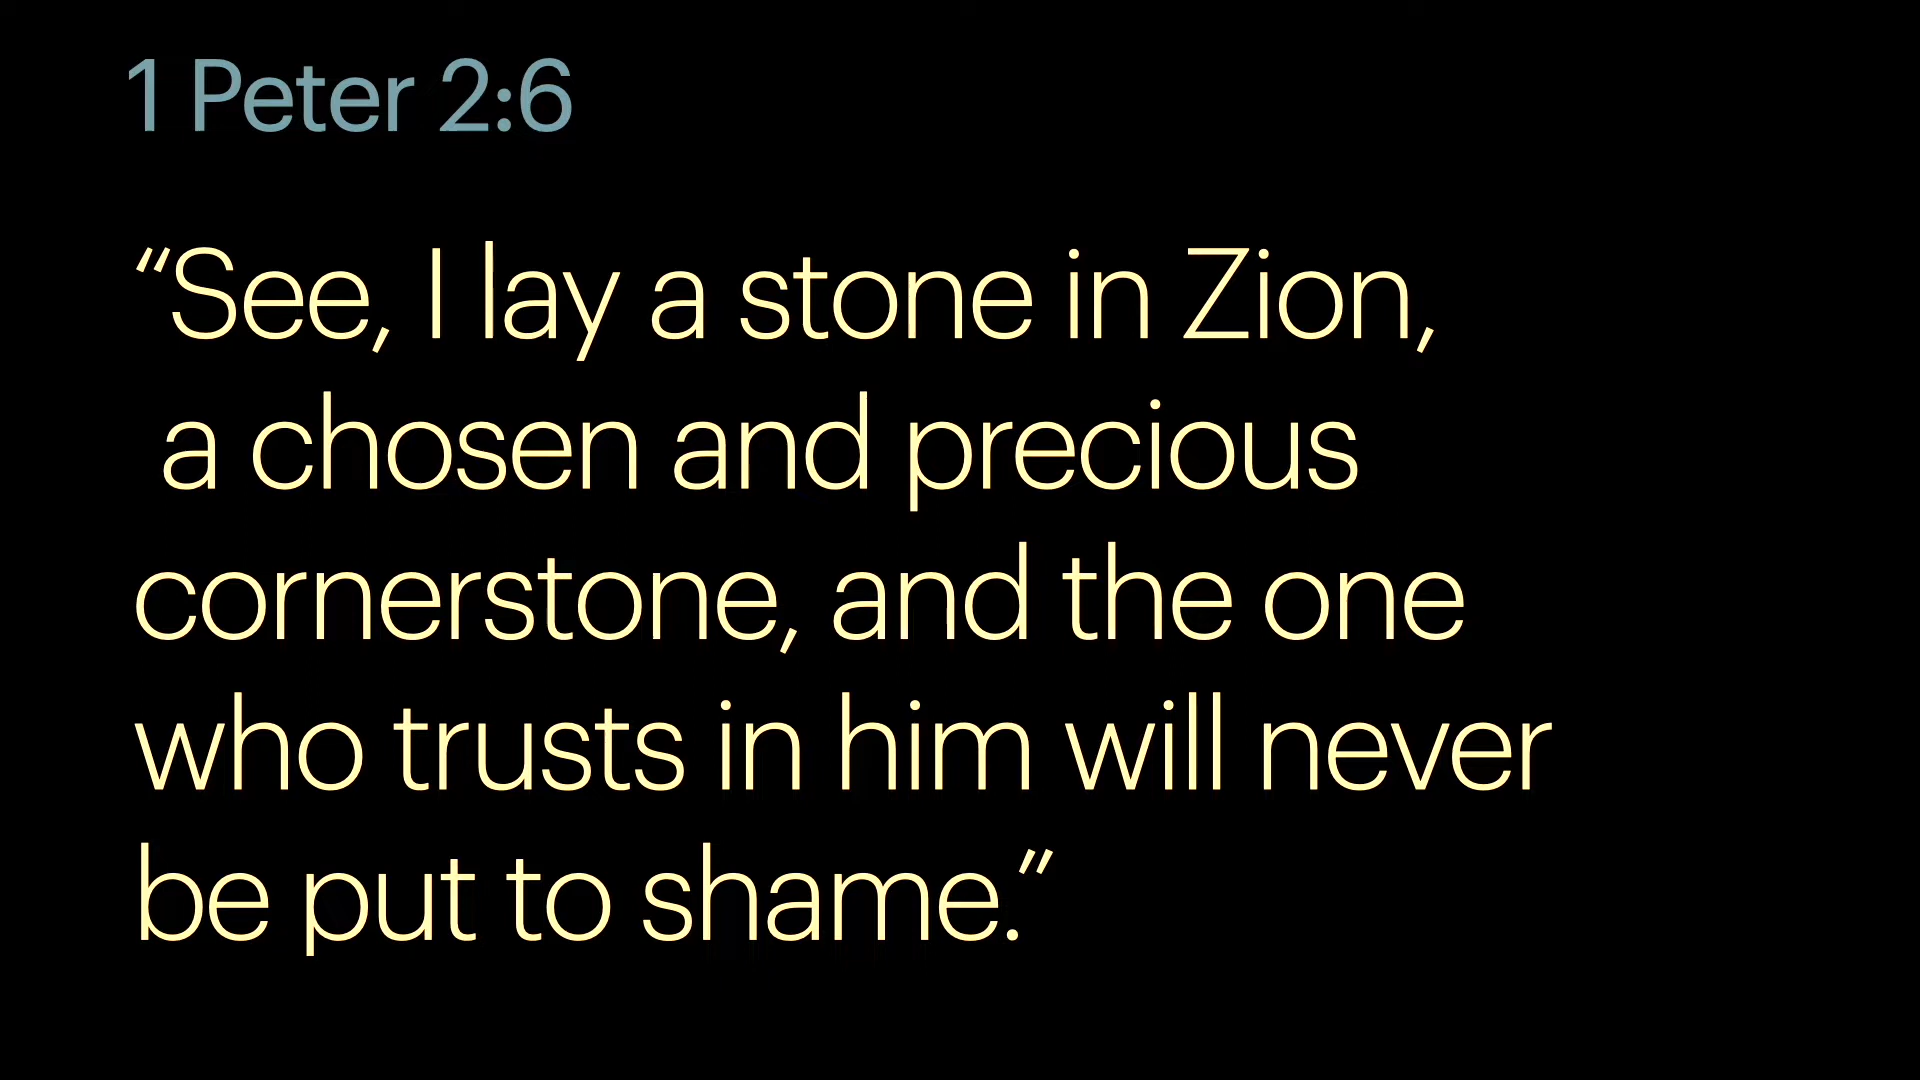 1 Peter 2:6
“See, I lay a stone in Zion,
a chosen and precious
cornerstone, and the one
who trusts in him will never
be put to shame.”